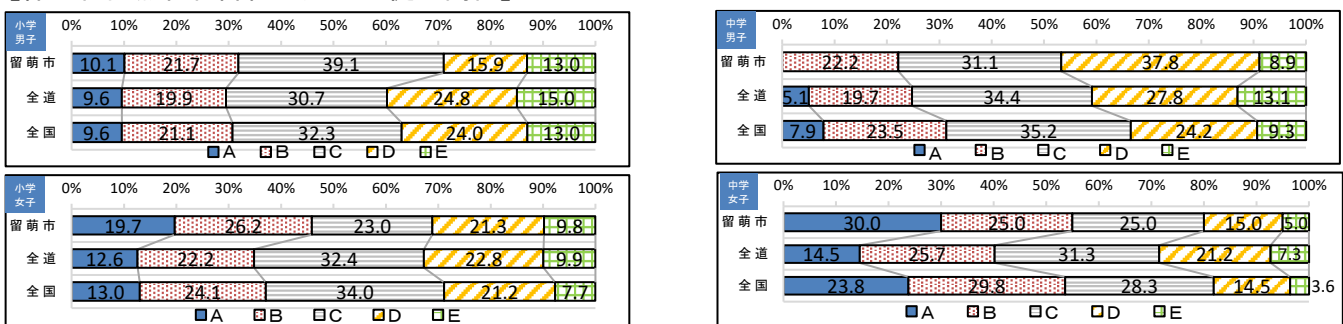 小学
男子
0% 10% 20% 30% 40% 50% 60% 70% 80% 90% 100%
留萌市 10.1 21.7 39.1 15.9 13.0
全道 9.6 19.9 30.7 24.8 15.0
全国 9.6 21.1 32.3 24.0 13.0
A B C D E
中学
男子
0% 10% 20% 30% 40% 50% 60% 70% 80% 90% 100%
留萌市 22.2 31.1 37.8 8.9
全道 5.1 19.7 34.4 27.8 13.1
全国 7.9 23.5 35.2 24.2 9.3
A B C D E
小学
女子
0% 10% 20% 30% 40% 50% 60% 70% 80% 90% 100%
留萌市 19.7 26.2 23.0 21.3 9.8
全道 12.6 22.2 32.4 22.8 9.9
全国 13.0 24.1 34.0 21.2 7.7
A B C D E
中学
女子
0% 10% 20% 30% 40% 50% 60% 70% 80% 90% 100%
留萌市 30.0 25.0 25.0 15.0 5.0
全道 14.5 25.7 31.3 21.2 7.3
全国 23.8 29.8 28.3 14.5 3.6
A B C D E